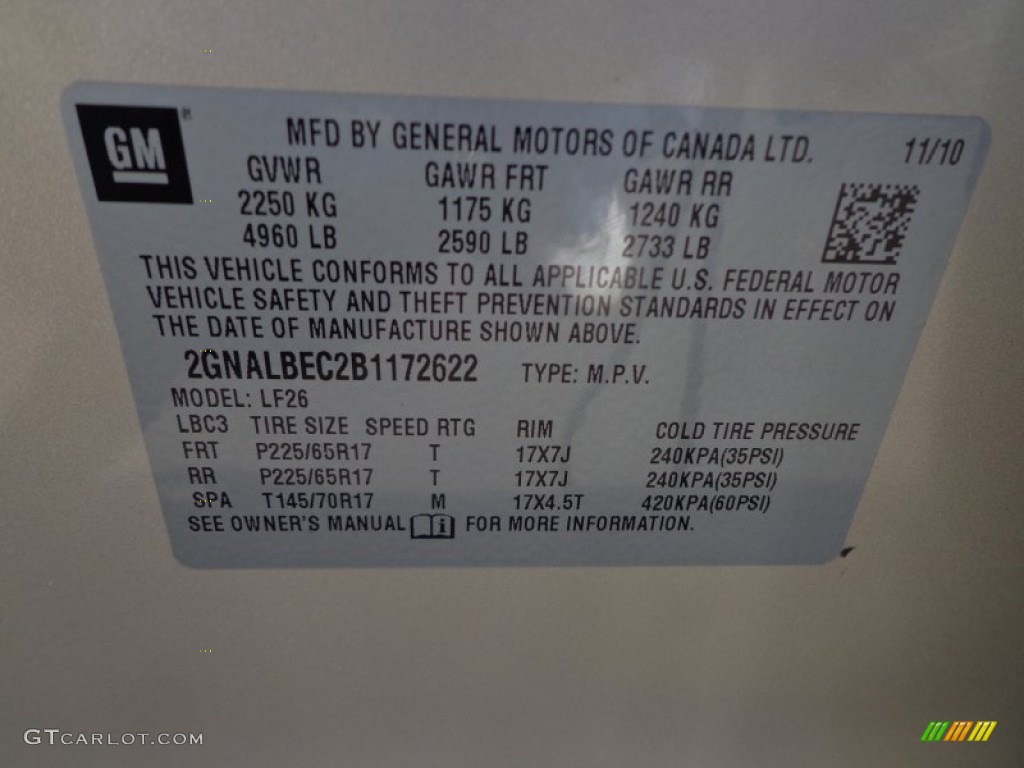 GM
MFD BY GENERAL MOTORS OF CANADA LTD. 11/10
GVWR GAWR FRT GAWR RR
2250 KG 1175 KG 1240 KG
4960 LB 2590 LB 2733 LB
THIS VEHICLE CONFORMS TO ALL APPLICABLE U.S. FEDERAL MOTOR
VEHICLE SAFETY AND THEFT PREVENTION STANDARDS IN EFFECT ON
THE DATE OF MANUFACTURE SHOWN ABOVE.
2GNALBEC2B1172622 TYPE: M.P.V.
MODEL: LF26
LBC3 TIRE SIZE SPEED RTG RIM COLD TIRE PRESSURE
FRT P225/65R17 T 17X7J 240KPA(35PSI)
RR P225/65R17 T 17X7J 240KPA(35PSI)
SPA T145/70R17 M 17X4.5T 420KPA(60PSI)
SEE OWNER'S MANUAL i FOR MORE INFORMATION.
GTCARLOT.COM